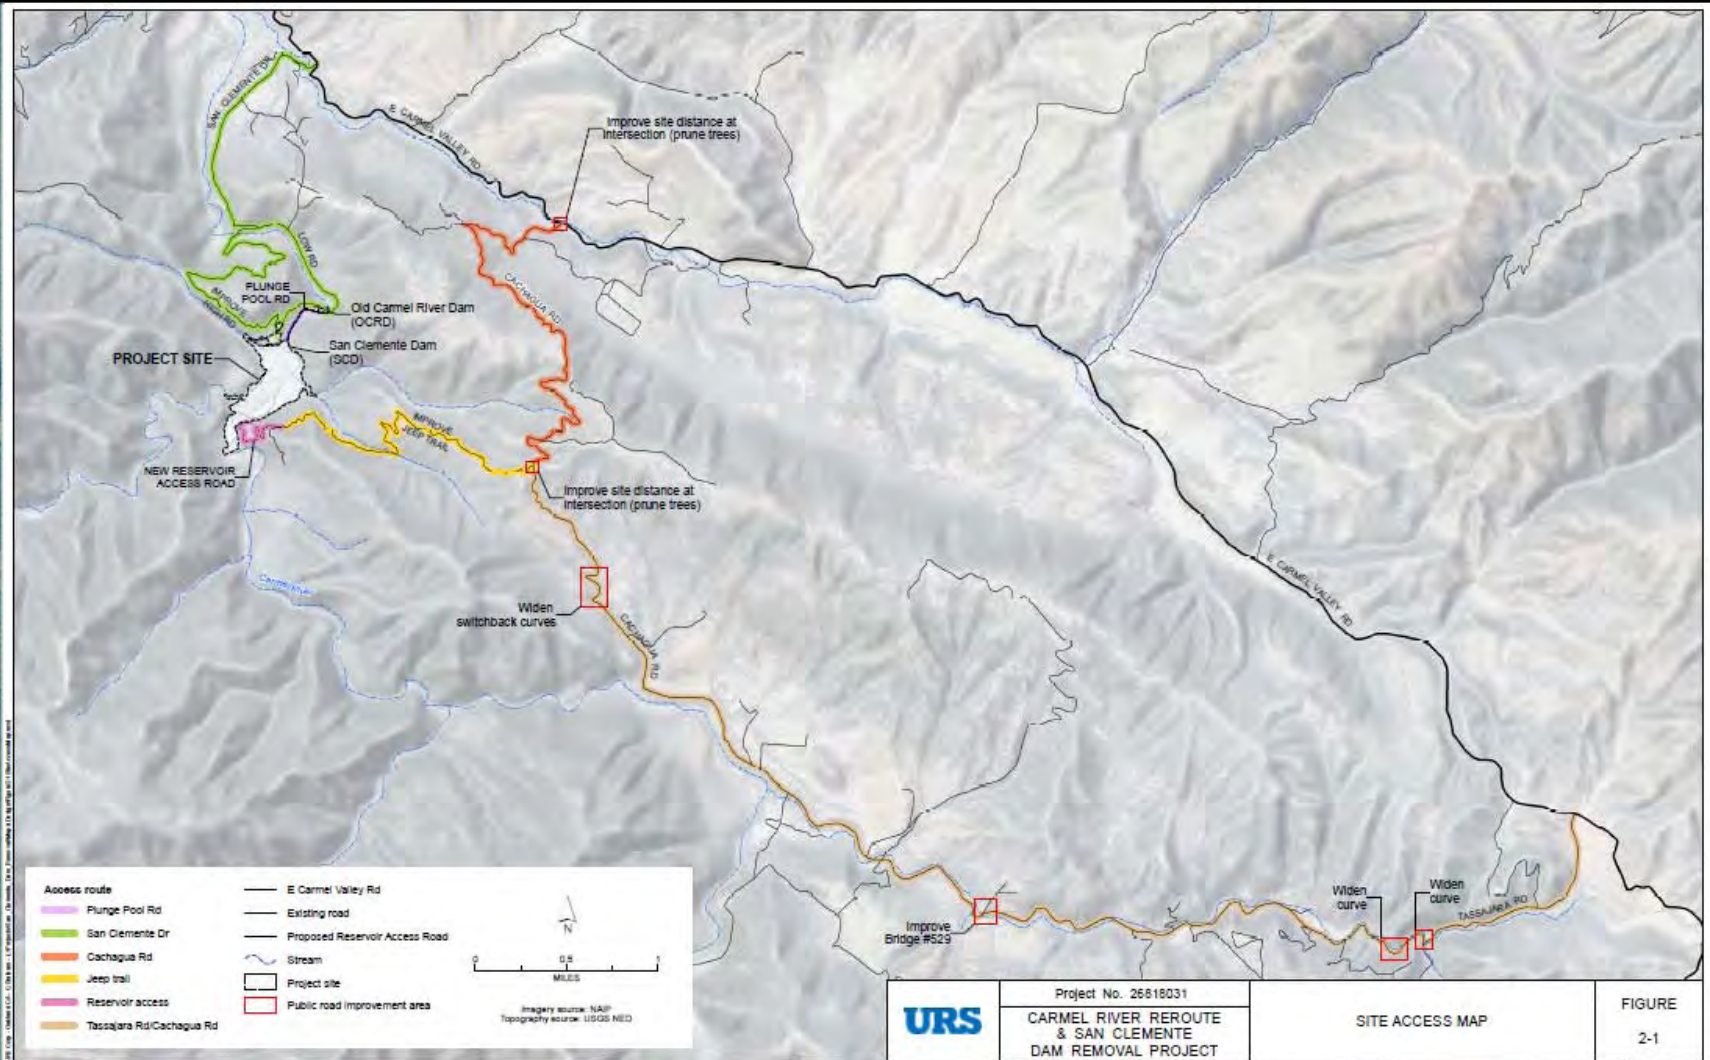 SAN CLEMENTE DR
E CARMEL VALLEY RD
Improve site distance at
intersection (prune trees)
LOW RD
CACHAGUA RD
PLUNGE
POOL RD
IMPROVE
HIGH RD
Old Carmel River Dam
(OCRD)
San Clemente Dam
(SCD)
PROJECT SITE
IMPROVE
JEEP TRAIL
NEW RESERVOIR
ACCESS ROAD
Improve site distance at
intersection (prune trees)
E CARMEL VALLEY RD
Widen
switchback curves
CACHAGUA RD
Widen
curve
Widen
curve
TASSAJARA RD
Improve
Bridge #529
Access route
Plunge Pool Rd
San Clemente Dr
Cachagua Rd
Jeep trail
Reservoir access
Tassajara Rd/Cachagua Rd
E Carmel Valley Rd
Existing road
Proposed Reservoir Access Road
Stream
Project site
Public road improvement area
N
0 0.5 1
MILES
Imagery source: NAIP
Topography source: USGS NED
URS
Project No. 26818031
CARMEL RIVER REROUTE
& SAN CLEMENTE
DAM REMOVAL PROJECT
SITE ACCESS MAP
FIGURE
2-1